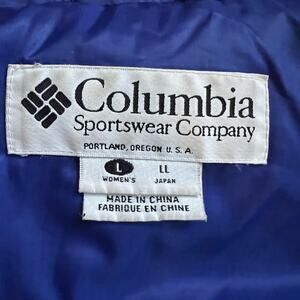 Columbia
Sportswear Company
PORTLAND, OREGON U.S.A.
L LL
WOMEN'S JAPAN
MADE IN CHINA
FABRIQUE EN CHINE